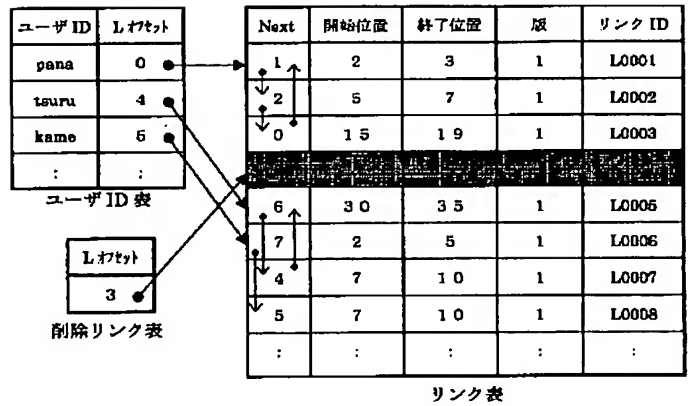 ユーザID Lオフセット
pana 0
tsuru 4
kame 5
: :
ユーザID表
Lオフセット
3
削除リンク表
Next 開始位置 終了位置 版 リンクID
1 2 3 1 L0001
2 5 7 1 L0002
0 15 19 1 L0003
6 30 35 1 L0005
7 2 5 1 L0006
4 7 10 1 L0007
5 7 10 1 L0008
: : : : :
リンク表